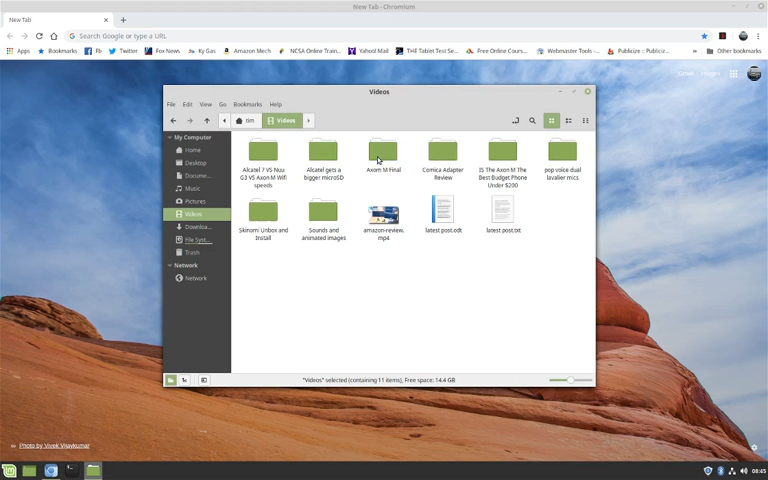 New Tab - Chromium
New Tab
Search Google or type a URL
Apps Bookmarks Fb Twitter Fox News Ky Gaz Amazon Mech NCSA Online Train... Yahoo! Mail THE Tablet Test Se... Free Online Cours... Webmaster Tools -... Publicize :: Publiciz... » Other bookmarks
Gmail Images
Videos
File Edit View Go Bookmarks Help
tim Videos
My Computer
Home
Desktop
Docume...
Music
Pictures
Videos
Downloa...
File Syst...
Trash
Network
Network
Alcatel 7 VS Nuu G3 VS Axon M Wifi speeds
Alcatel gets a bigger microSD
Axom M Final
Comica Adapter Review
IS The Axon M The Best Budget Phone Under $200
pop voice dual lavalier mics
Skinomi Unbox and Install
Sounds and animated images
amazon-review.mp4
latest post.odt
latest post.txt
"Videos" selected (containing 11 items), Free space: 14.4 GB
Photo by Vivek Vijaykumar
08:45